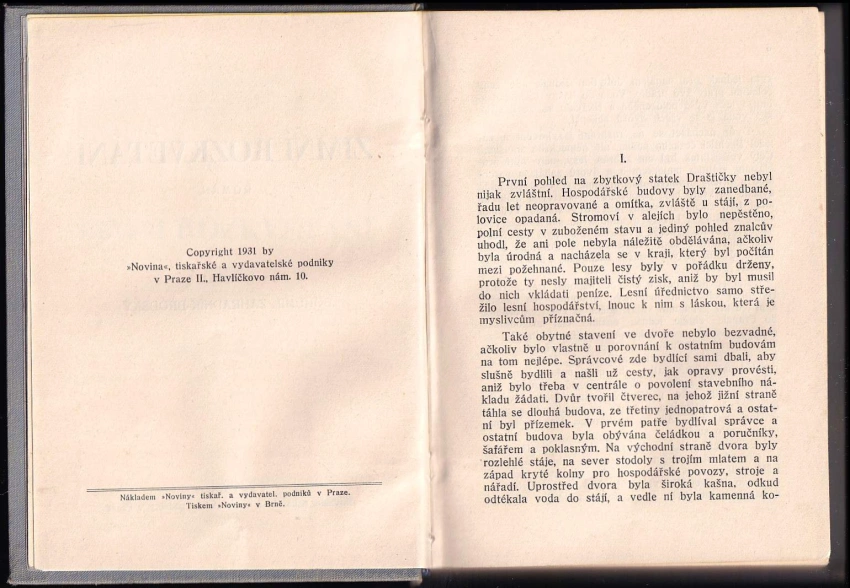 Copyright 1931 by
»Novina«, tiskařské a vydavatelské podniky
v Praze II., Havlíčkovo nám. 10.
Nákladem »Noviny« tiskař. a vydavatel. podniků v Praze.
Tiskem »Noviny« v Brně.
I.
První pohled na zbytkový statek Draštičky nebyl
nijak zvláštní. Hospodářské budovy byly zanedbané,
řadu let neopravované a omítka, zvláště u stájí, z po-
lovice opadaná. Stromoví v alejích bylo nepěstěno,
polní cesty v zuboženém stavu a jediný pohled znalcův
uhodl, že ani pole nebyla náležitě obdělávána, ačkoliv
byla úrodná a nacházela se v kraji, který byl počítán
mezi požehnané. Pouze lesy byly v pořádku drženy,
protože ty nesly majiteli čistý zisk, aniž by byl musil
do nich vkládati peníze. Lesní úřednictvo samo stře-
žilo lesní hospodářství, lnouc k nim s láskou, která je
myslivcům příznačná.
Také obytné stavení ve dvoře nebylo bezvadné,
ačkoliv bylo vlastně u porovnání k ostatním budovám
na tom nejlépe. Správcové zde bydlící sami dbali, aby
slušně bydlili a našli už cesty, jak opravy provésti,
aniž bylo třeba v centrále o povolení stavebního ná-
kladu žádati. Dvůr tvořil čtverec, na jehož jižní straně
táhla se dlouhá budova, ze třetiny jednopatrová a ostat-
ní byl přízemek. V prvém patře bydlíval správce a
ostatní budova byla obývána čeládkou a poručníky,
šafářem a poklasným. Na východní straně dvora byly
rozlehlé stáje, na sever stodoly s trojím mlatem a na
západ kryté kolny pro hospodářské povozy, stroje a
nářadí. Uprostřed dvora byla široká kašna, odkud
odtékala voda do stájí, a vedle ní byla kamenná ko-